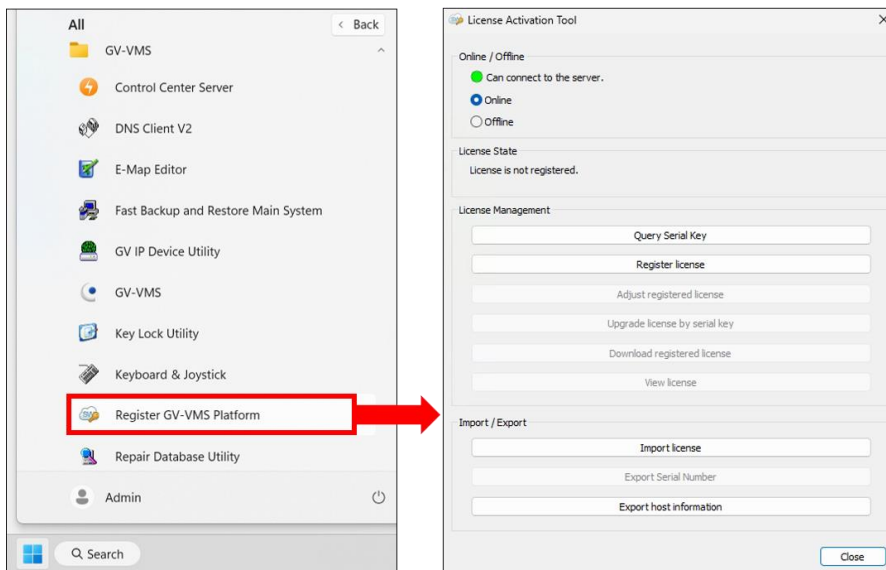 All
Back
GV-VMS
Control Center Server
DNS Client V2
E-Map Editor
Fast Backup and Restore Main System
GV IP Device Utility
GV-VMS
Key Lock Utility
Keyboard & Joystick
Register GV-VMS Platform
Repair Database Utility
Admin
Search
License Activation Tool
Online / Offline
Can connect to the server.
Online
Offline
License State
License is not registered.
License Management
Query Serial Key
Register license
Adjust registered license
Upgrade license by serial key
Download registered license
View license
Import / Export
Import license
Export Serial Number
Export host information
Close